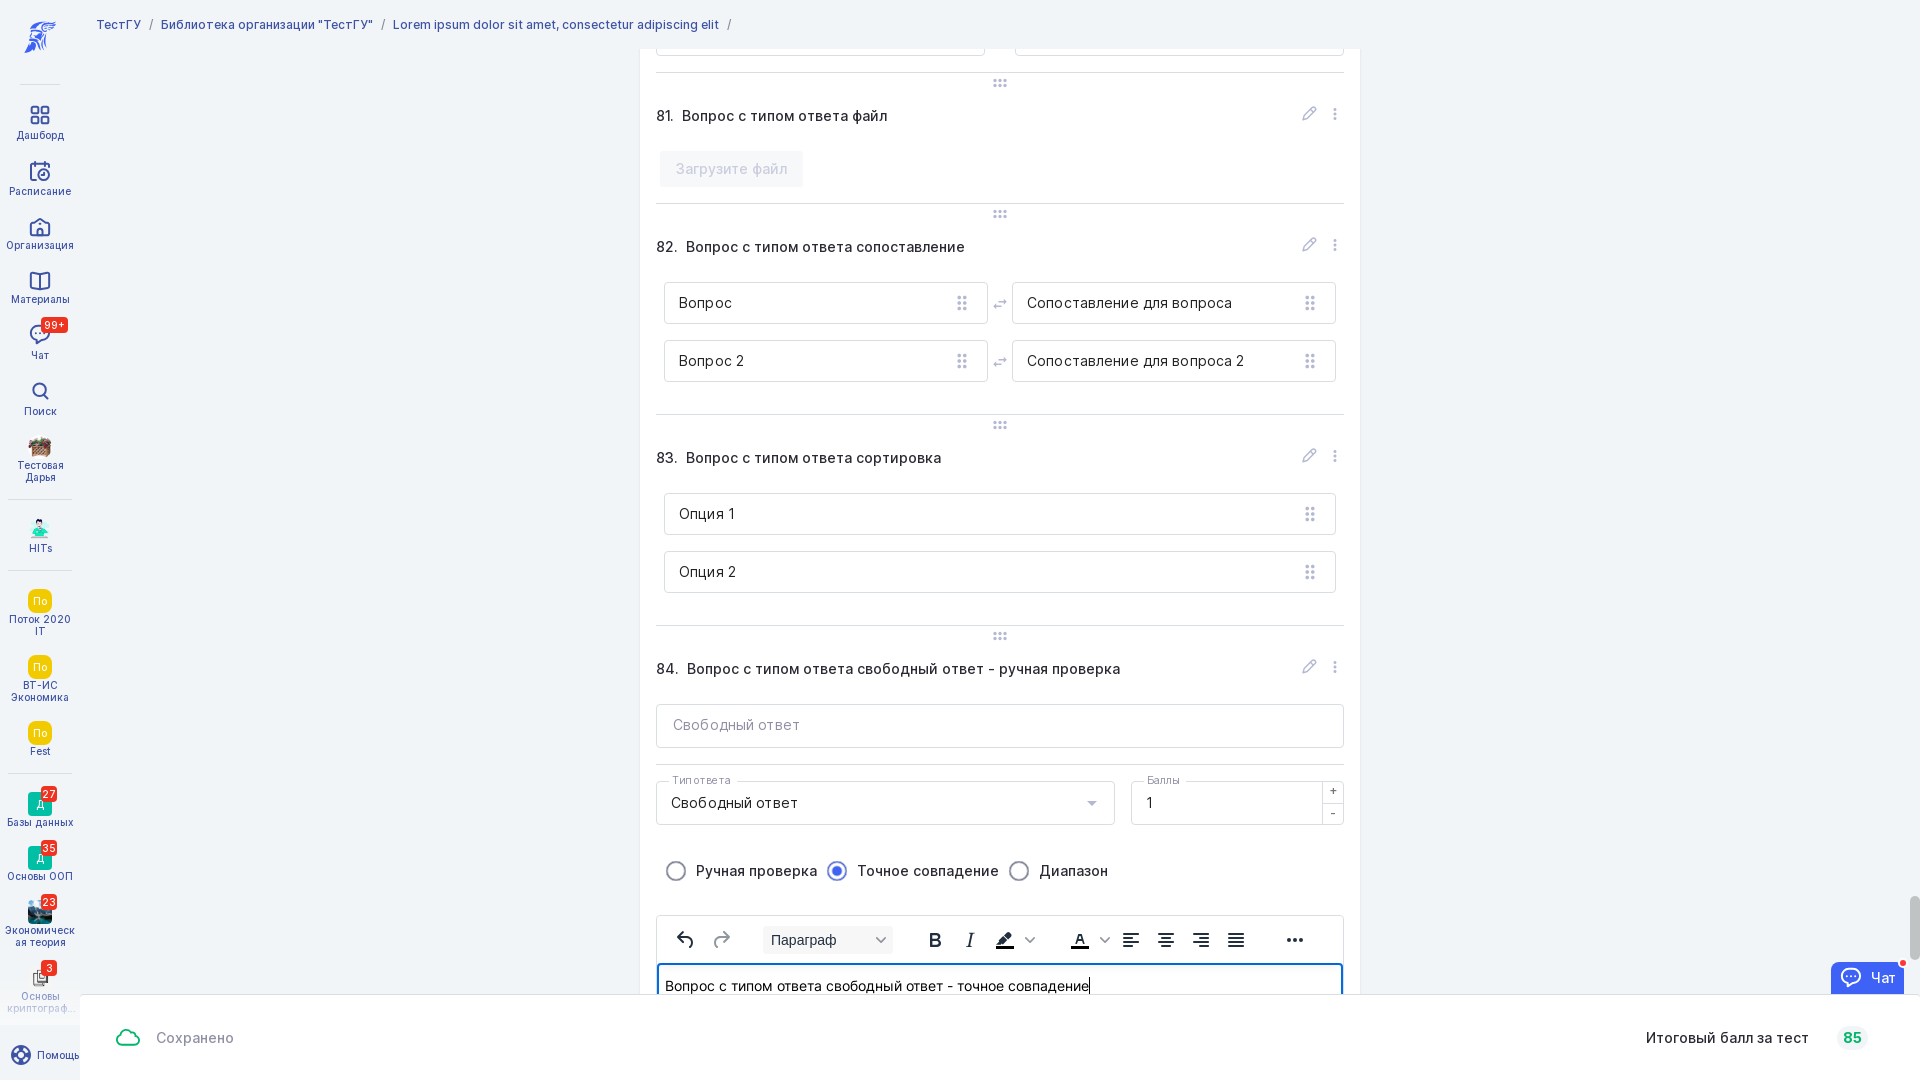 ТестГУ / Библиотека организации "ТестГУ" / Lorem ipsum dolor sit amet, consectetur adipiscing elit /
Дашборд
Расписание
Организация
Материалы
99+
Чат
Поиск
Тестовая
Дарья
HITs
По
Поток 2020
IT
По
ВТ-ИС
Экономика
По
Fest
27
Д
Базы данных
35
Д
Основы ООП
23
Экономическ
ая теория
3
Основы
криптограф...
Помощь
81. Вопрос с типом ответа файл
Загрузите файл
82. Вопрос с типом ответа сопоставление
Вопрос Сопоставление для вопроса
Вопрос 2 Сопоставление для вопроса 2
83. Вопрос с типом ответа сортировка
Опция 1
Опция 2
84. Вопрос с типом ответа свободный ответ - ручная проверка
Свободный ответ
Тип ответа Баллы
Свободный ответ 1 + -
Ручная проверка Точное совпадение Диапазон
Параграф B I A
Вопрос с типом ответа свободный ответ - точное совпадение
Чат
Сохранено Итоговый балл за тест 85